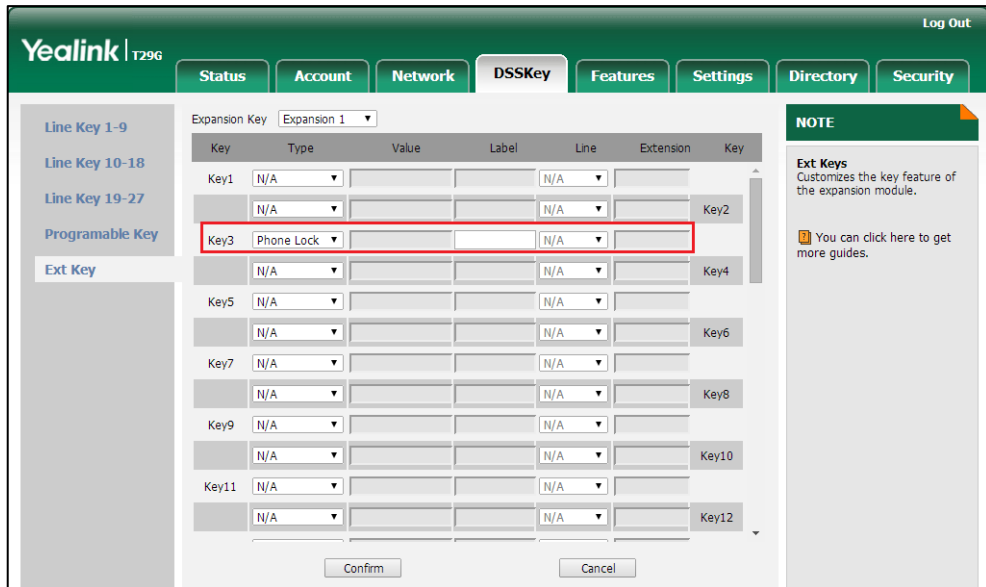 Log Out
Yealink T29G
Status Account Network DSSKey Features Settings Directory Security
Line Key 1-9
Line Key 10-18
Line Key 19-27
Programable Key
Ext Key
Expansion Key Expansion 1
Key Type Value Label Line Extension Key
Key1 N/A N/A
N/A N/A Key2
Key3 Phone Lock N/A
N/A N/A Key4
Key5 N/A N/A
N/A N/A Key6
Key7 N/A N/A
N/A N/A Key8
Key9 N/A N/A
N/A N/A Key10
Key11 N/A N/A
N/A N/A Key12
Confirm Cancel
NOTE
Ext Keys
Customizes the key feature of
the expansion module.
You can click here to get
more guides.